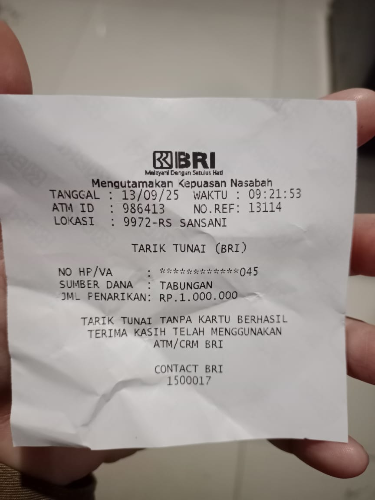 BRI
Melayani Dengan Setulus Hati
Mengutamakan Kepuasan Nasabah
TANGGAL : 13/09/25 WAKTU : 09:21:53
ATM ID : 986413 NO.REF: 13114
LOKASI : 9972-RS SANSANI
TARIK TUNAI (BRI)
NO HP/VA : ************045
SUMBER DANA : TABUNGAN
JML PENARIKAN: RP.1.000.000
TARIK TUNAI TANPA KARTU BERHASIL
TERIMA KASIH TELAH MENGGUNAKAN
ATM/CRM BRI
CONTACT BRI
1500017